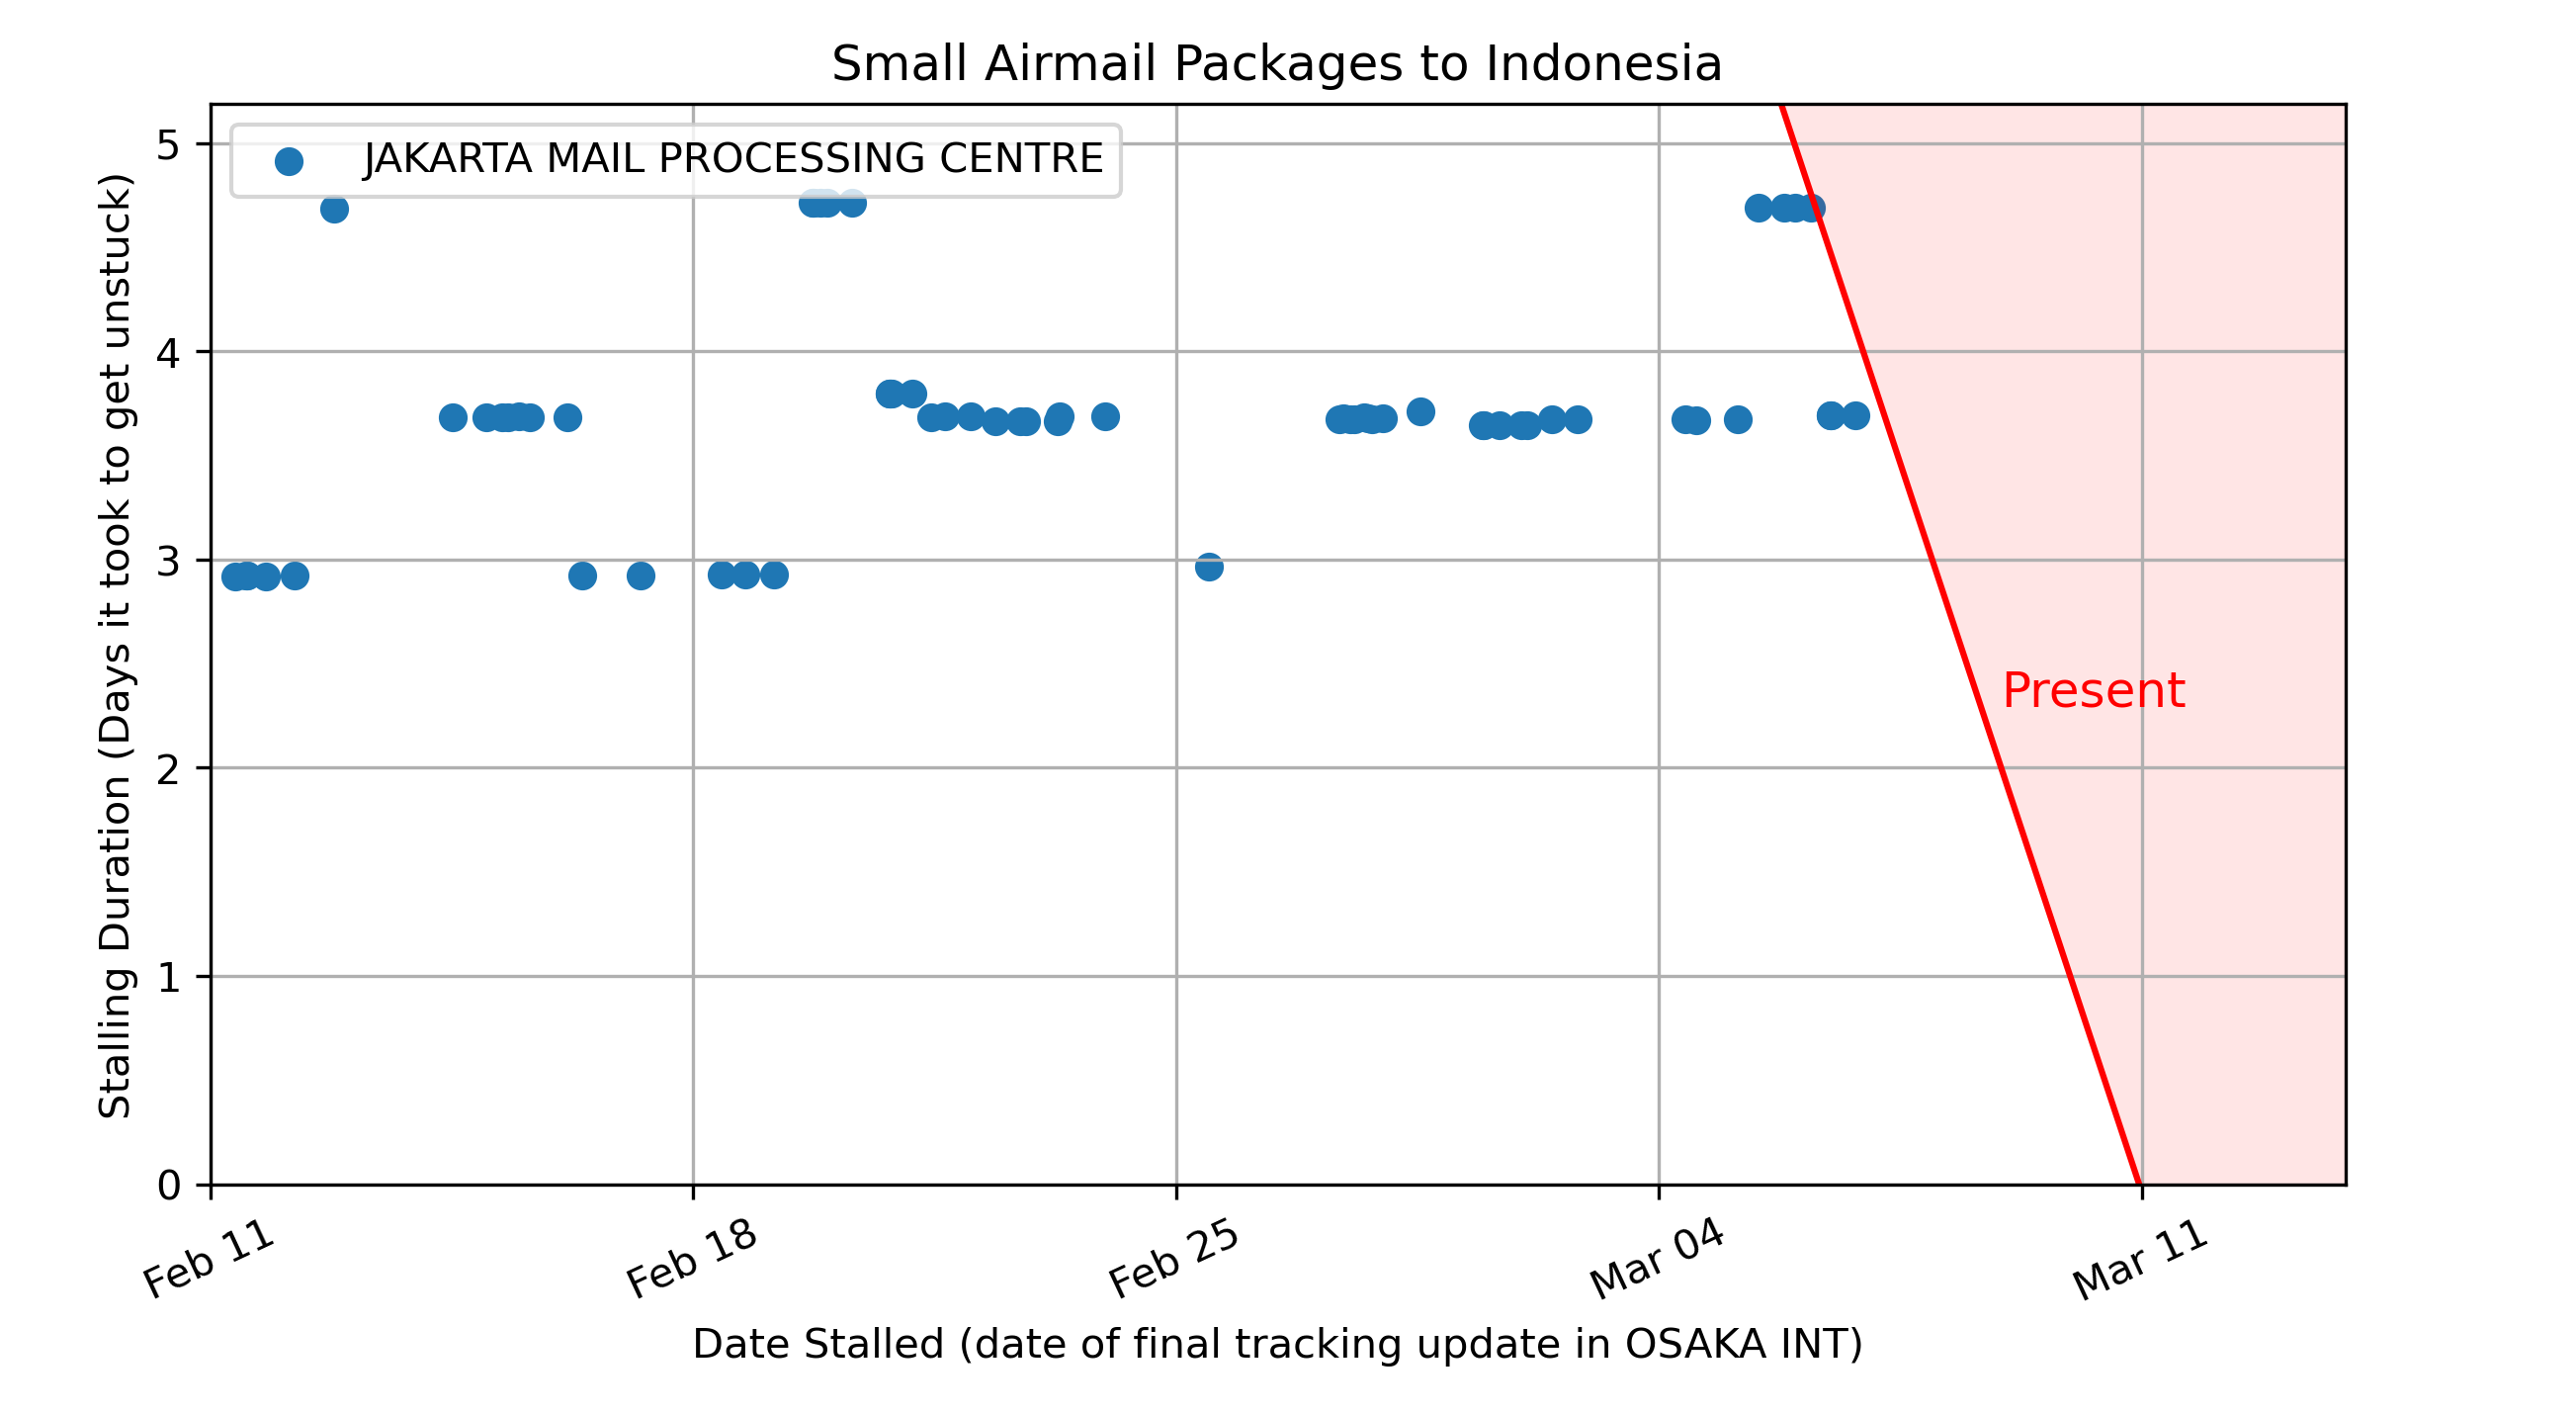 Small Airmail Packages to Indonesia
JAKARTA MAIL PROCESSING CENTRE
Stalling Duration (Days it took to get unstuck)
5
4
3
2
1
0
Present
Feb 11
Feb 18
Feb 25
Mar 04
Mar 11
Date Stalled (date of final tracking update in OSAKA INT)